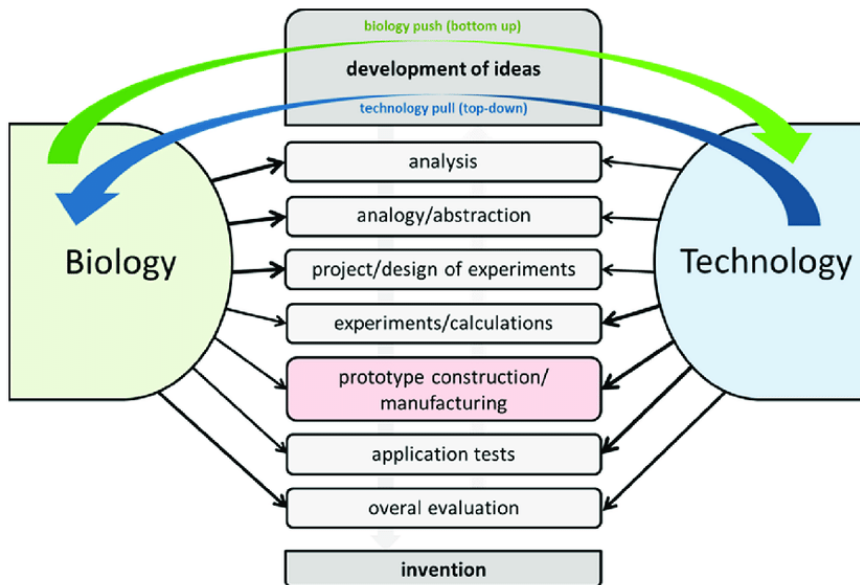 biology push (bottom up)
development of ideas
technology pull (top-down)
analysis
analogy/abstraction
Biology
Technology
project/design of experiments
experiments/calculations
prototype construction/
manufacturing
application tests
overal evaluation
invention